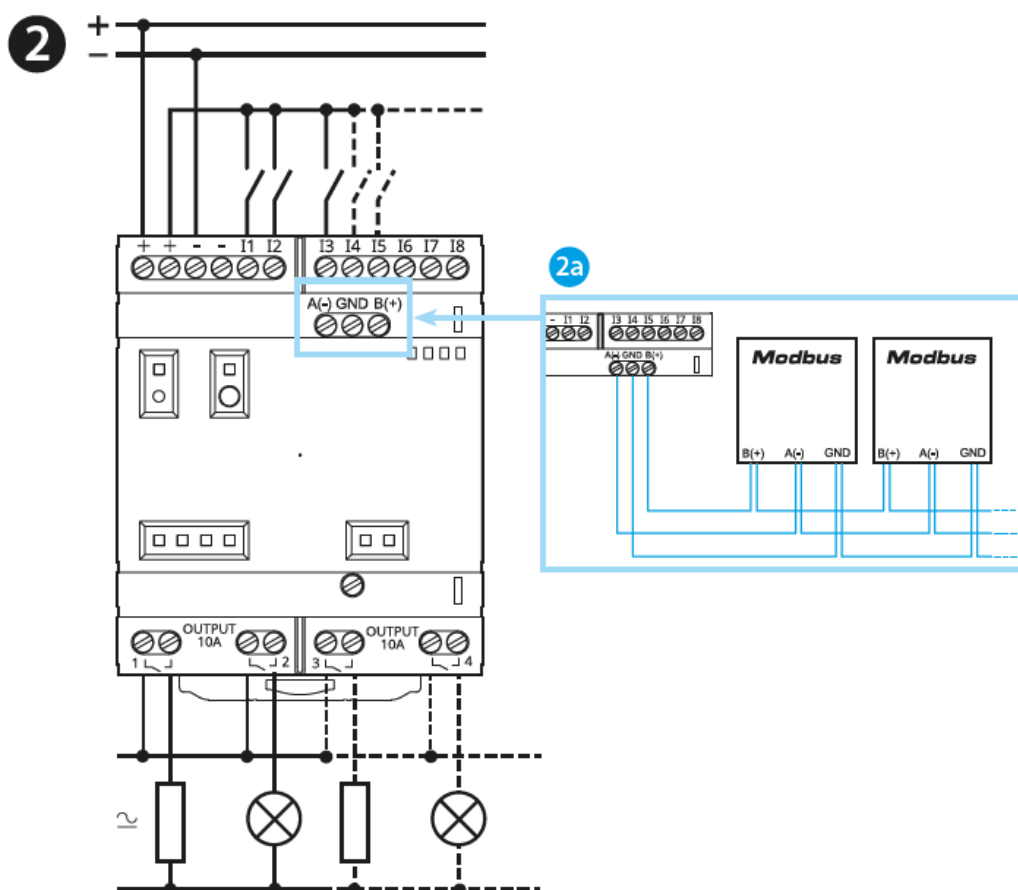 2
+
−
+ + - - I1 I2 I3 I4 I5 I6 I7 I8
A(-) GND B(+)
2a
- I1 I2 I3 I4 I5 I6 I7 I8
A(-) GND B(+)
Modbus
B(+) A(-) GND
Modbus
B(+) A(-) GND
OUTPUT
10A
1 2
OUTPUT
10A
3 4
≃